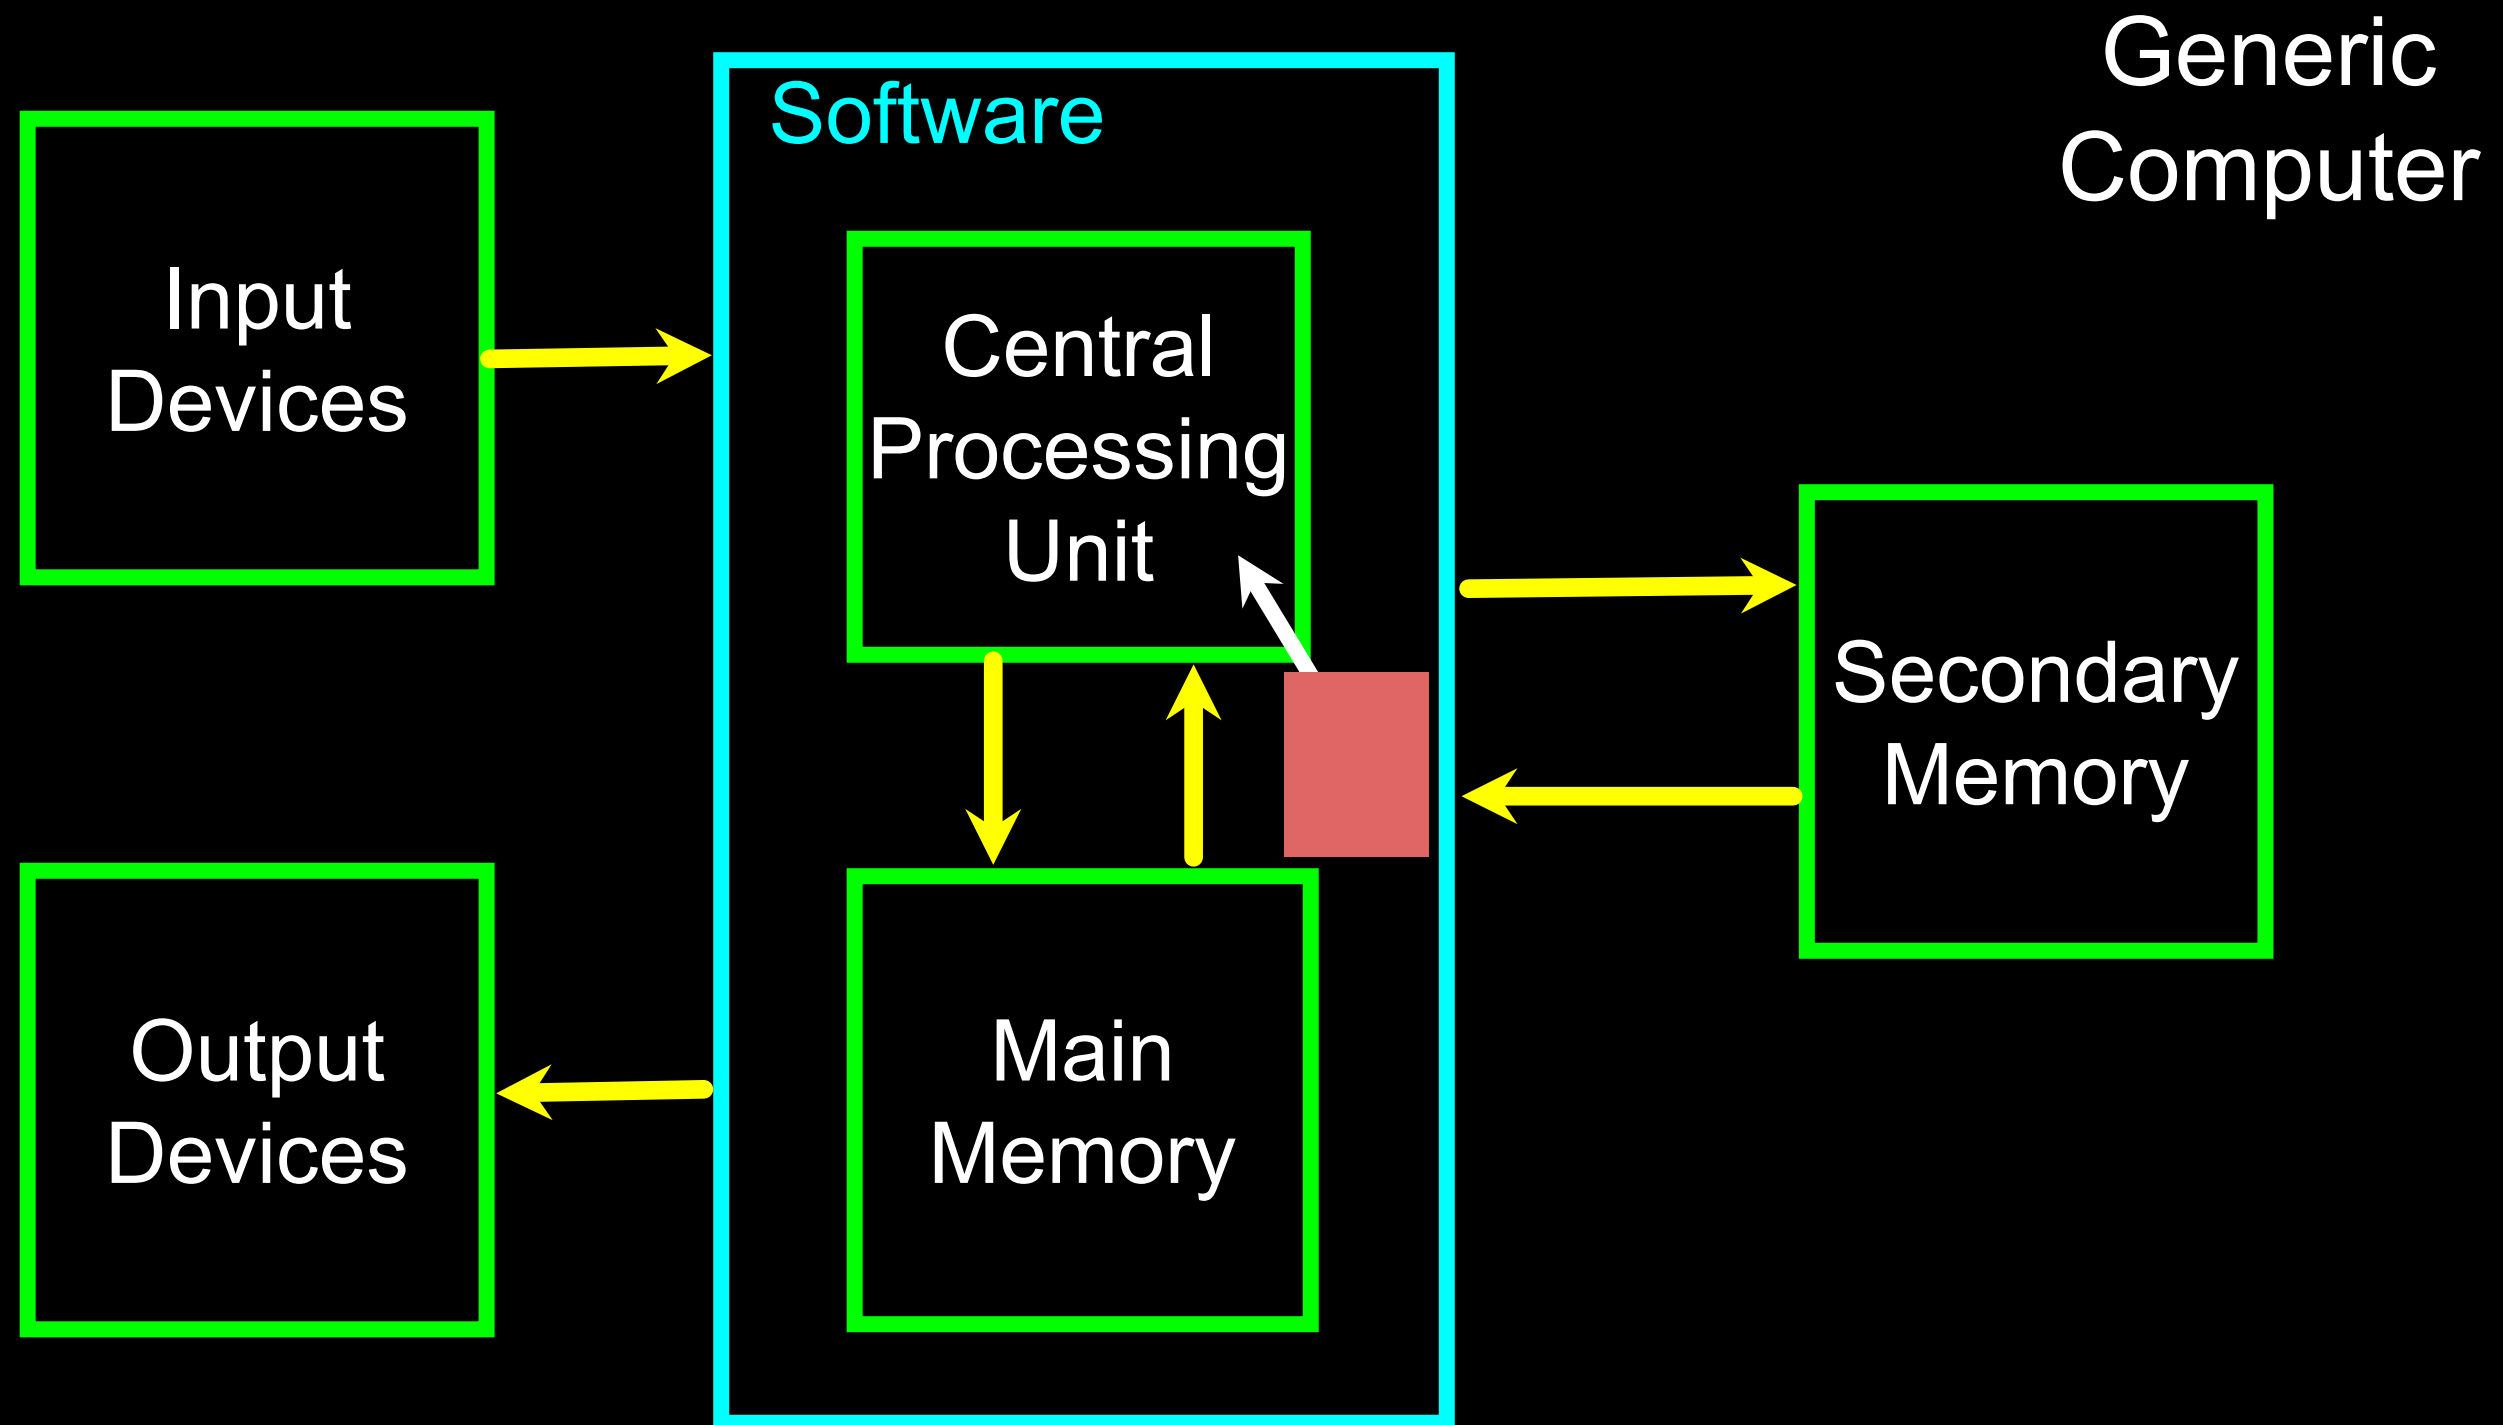 Generic
Computer
Software
Input
Devices
Central
Processing
Unit
Secondary
Memory
Output
Devices
Main
Memory